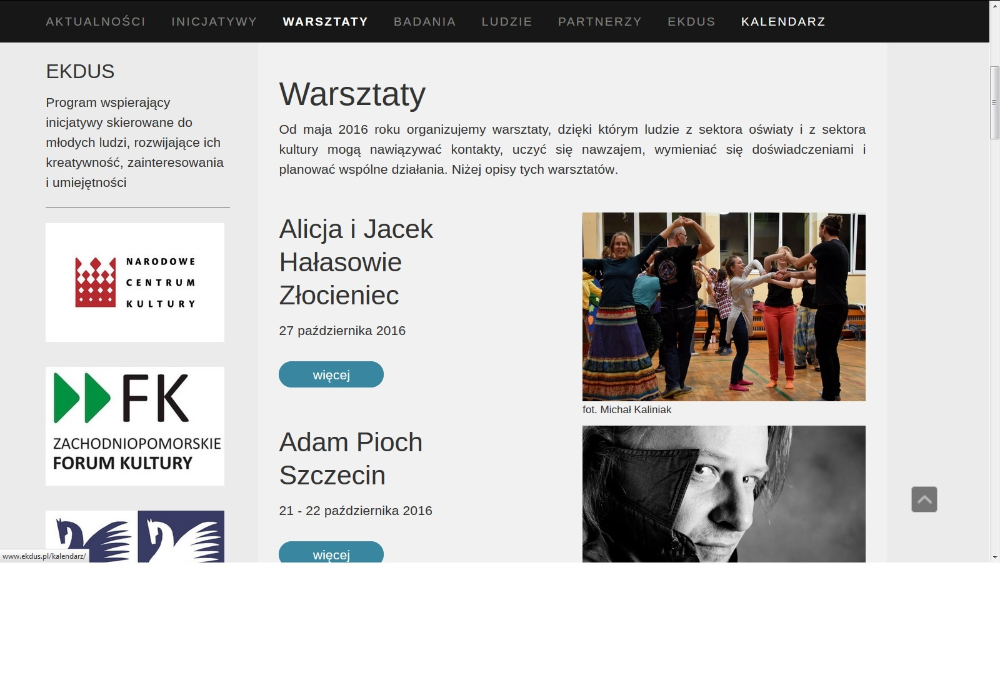 AKTUALNOŚCI INICJATYWY WARSZTATY BADANIA LUDZIE PARTNERZY EKDUS KALENDARZ
EKDUS
Program wspierający
inicjatywy skierowane do
młodych ludzi, rozwijające ich
kreatywność, zainteresowania
i umiejętności
NARODOWE
CENTRUM
KULTURY
FK
ZACHODNIOPOMORSKIE
FORUM KULTURY
www.ekdus.pl/kalendarz/
Warsztaty
Od maja 2016 roku organizujemy warsztaty, dzięki którym ludzie z sektora oświaty i z sektora
kultury mogą nawiązywać kontakty, uczyć się nawzajem, wymieniać się doświadczeniami i
planować wspólne działania. Niżej opisy tych warsztatów.
Alicja i Jacek
Hałasowie
Złocieniec
27 października 2016
więcej
fot. Michał Kaliniak
Adam Pioch
Szczecin
21 - 22 października 2016
więcej